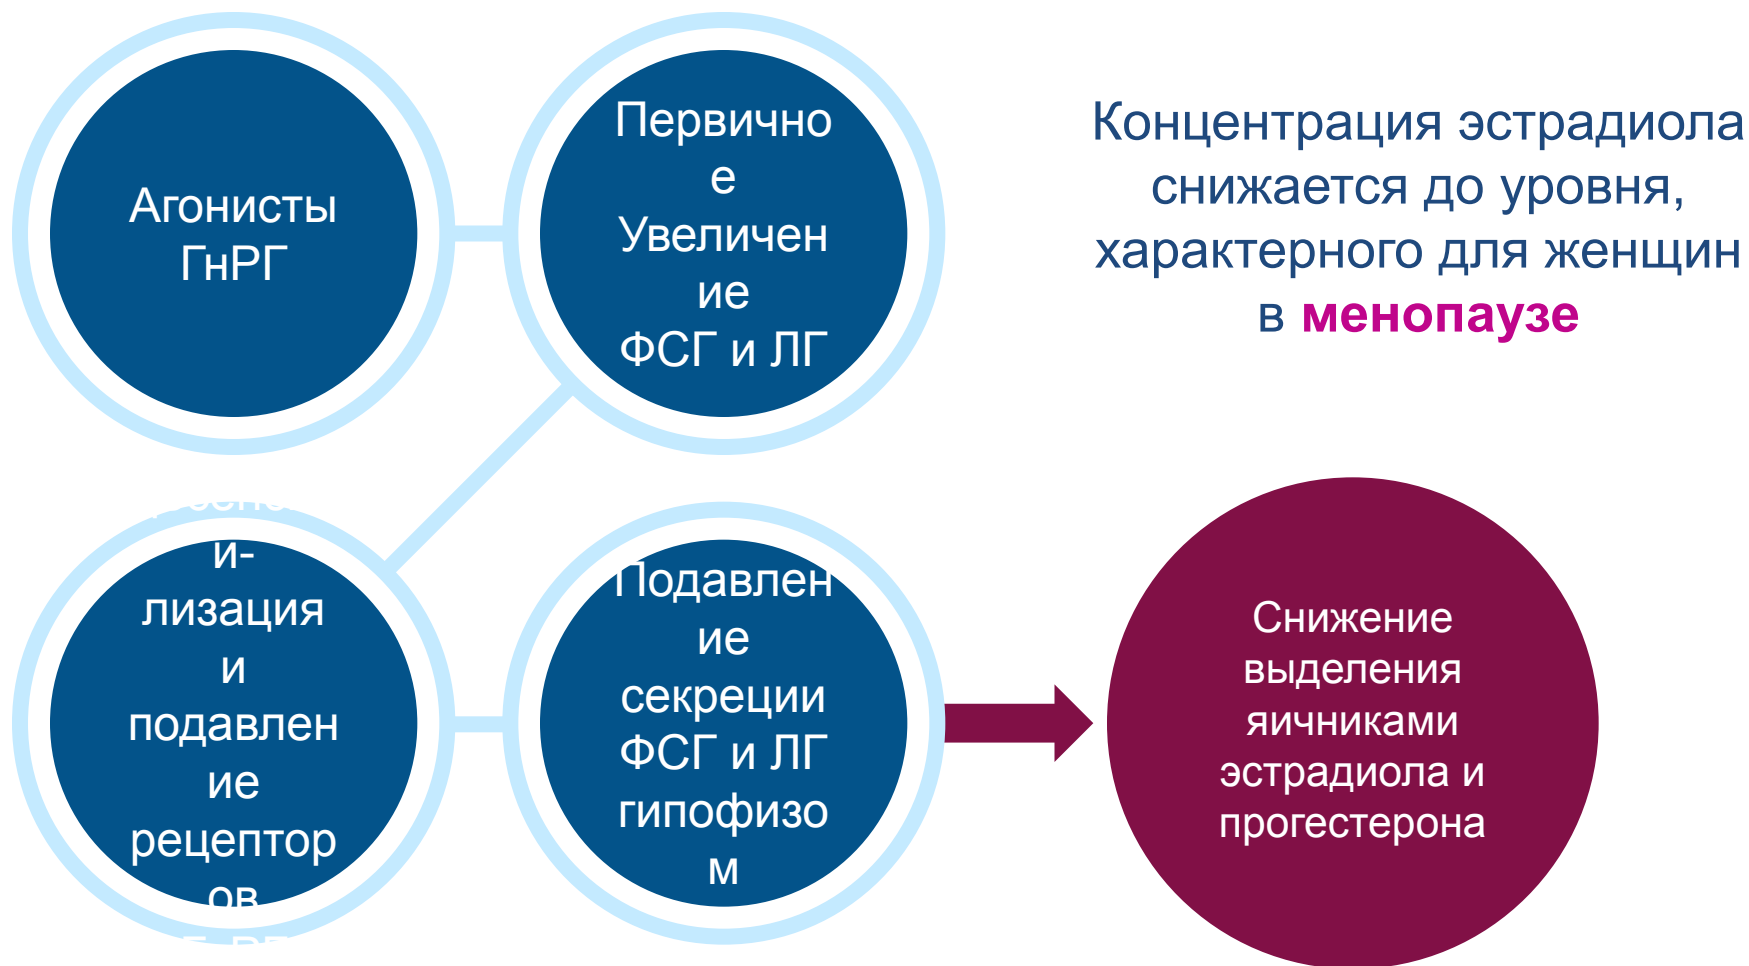 Агонисты
ГнРГ
Первично
е
Увеличен
ие
ФСГ и ЛГ
Концентрация эстрадиола
снижается до уровня,
характерного для женщин
в менопаузе
и-
лизация
и
подавлен
ие
рецептор
ов
Подавлен
ие
секреции
ФСГ и ЛГ
гипофизо
м
Снижение
выделения
яичниками
эстрадиола и
прогестерона